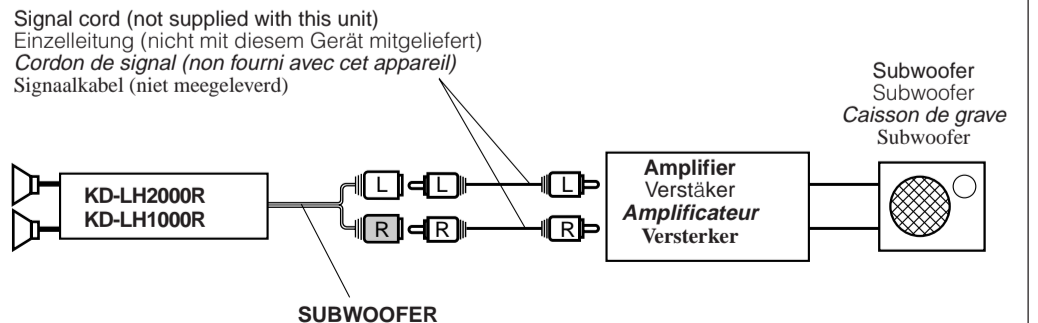 Signal cord (not supplied with this unit)
Einzelleitung (nicht mit diesem Gerät mitgeliefert)
Cordon de signal (non fourni avec cet appareil)
Signaalkabel (niet meegeleverd)
Subwoofer
Subwoofer
Caisson de grave
Subwoofer
KD-LH2000R
KD-LH1000R
L
L
L
R
R
R
Amplifier
Verstäker
Amplificateur
Versterker
SUBWOOFER